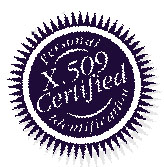 personal
X.509
Certified
identification